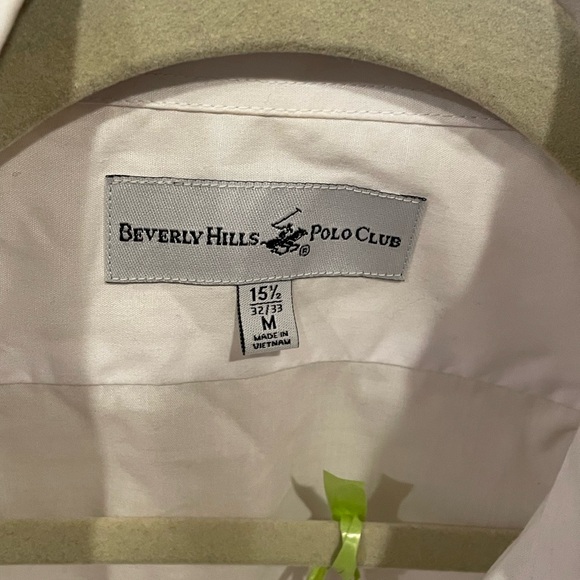 BEVERLY HILLS ® POLO CLUB
15½
32/33
M
MADE IN
VIETNAM